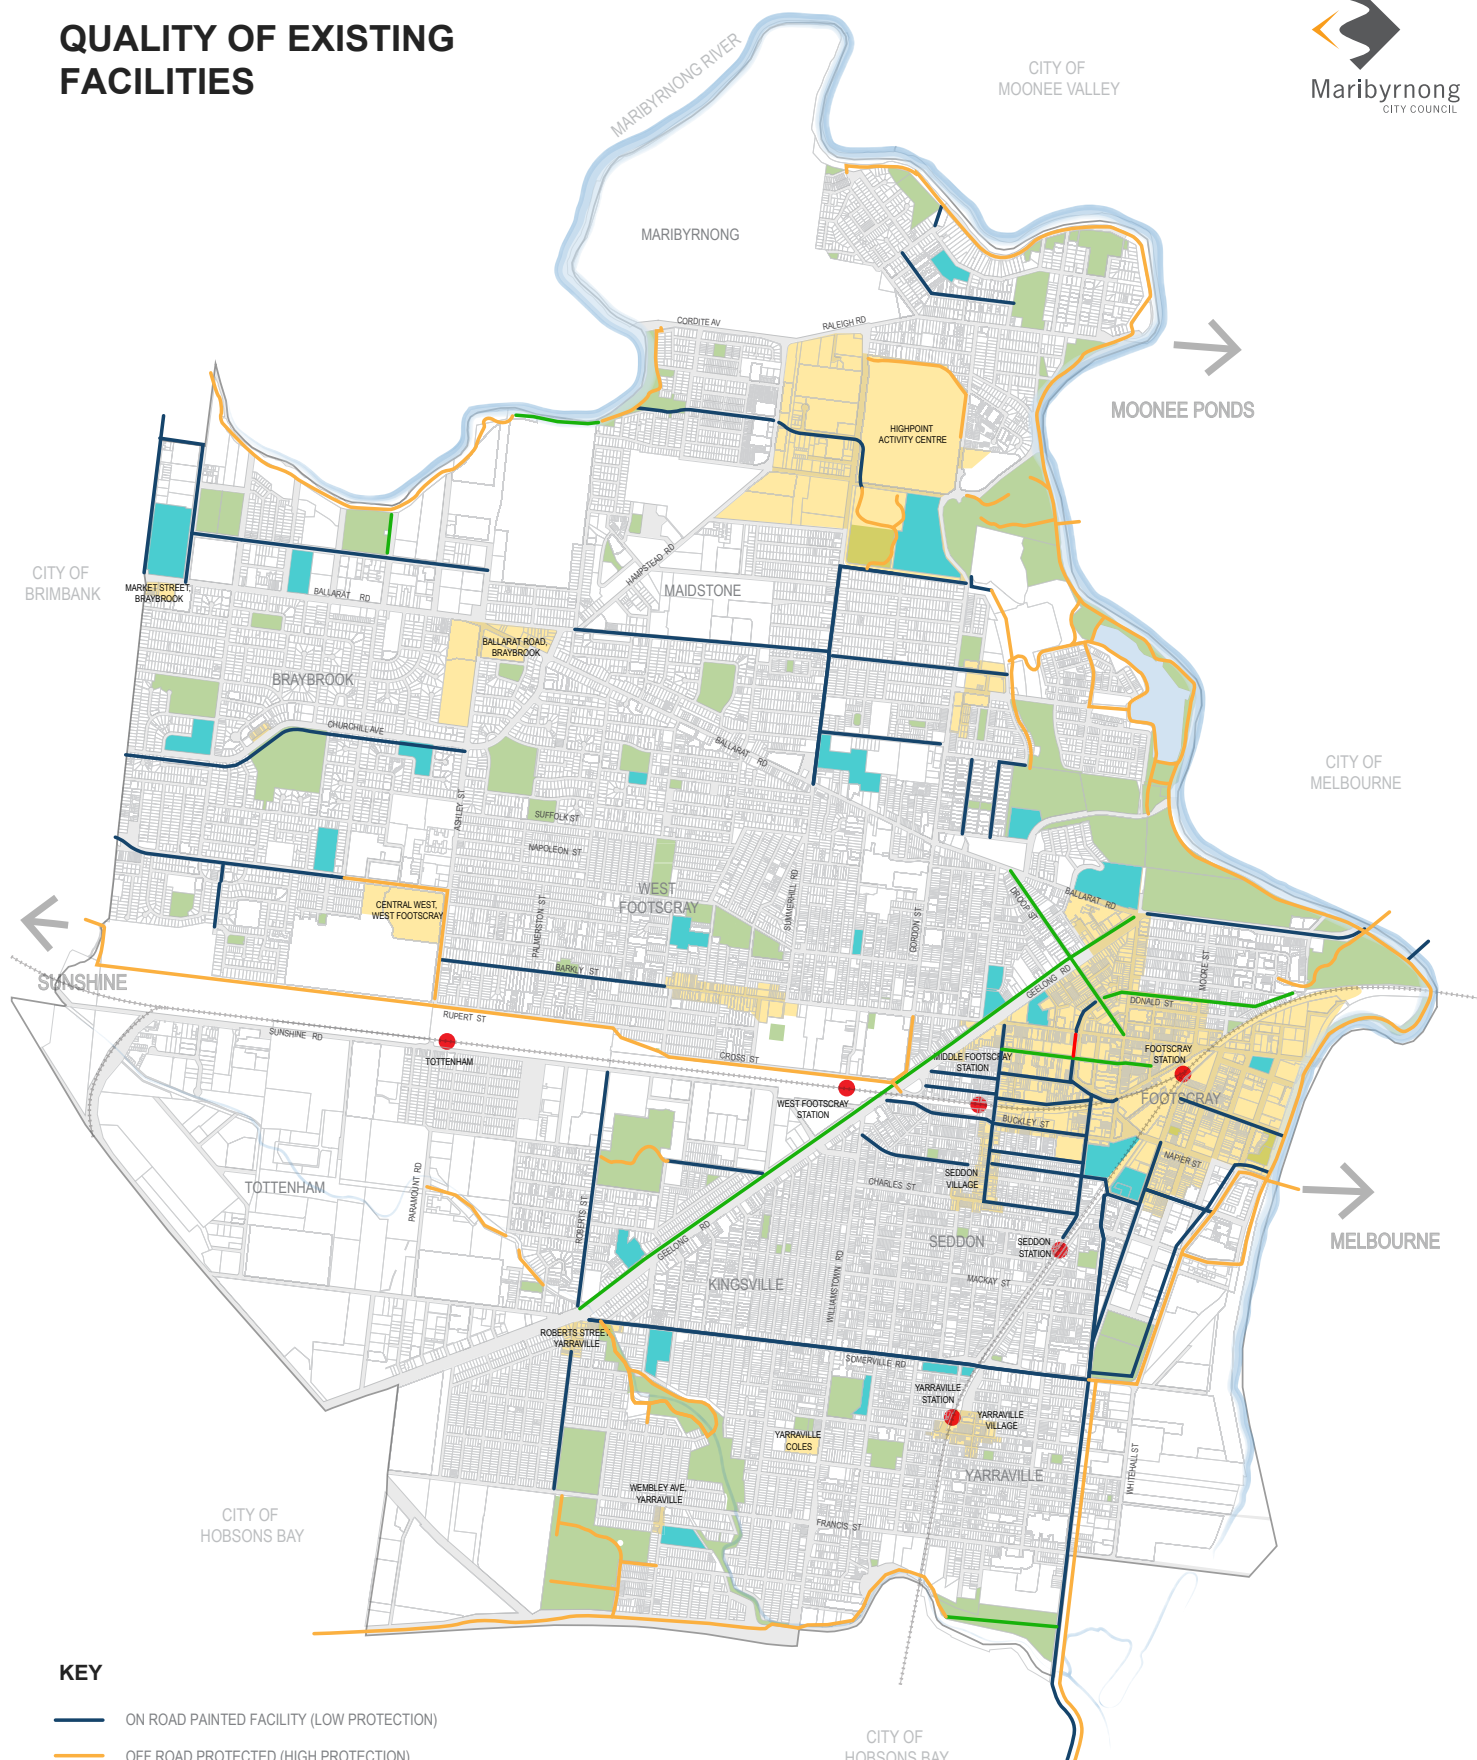 QUALITY OF EXISTING
FACILITIES
Maribyrnong
CITY COUNCIL
MARIBYRNONG RIVER
CITY OF
MOONEE VALLEY
MARIBYRNONG
CORDITE AV
RALEIGH RD
MOONEE PONDS
HIGHPOINT
ACTIVITY CENTRE
HAMPSTEAD RD
MAIDSTONE
CITY OF
BRIMBANK
MARKET STREET,
BRAYBROOK
BALLARAT RD
BALLARAT ROAD,
BRAYBROOK
BRAYBROOK
CHURCHILL AVE
BALLARAT RD
CITY OF
MELBOURNE
ASHLEY ST
SUFFOLK ST
NAPOLEON ST
WEST
FOOTSCRAY
SUMMERHILL RD
PALMERSTON ST
GORDON ST
DROOP ST
BALLARAT RD
CENTRAL WEST,
WEST FOOTSCRAY
SUNSHINE
BARKLY ST
GEELONG RD
MOORE ST
DONALD ST
RUPERT ST
SUNSHINE RD
TOTTENHAM
CROSS ST
MIDDLE FOOTSCRAY
STATION
FOOTSCRAY
STATION
WEST FOOTSCRAY
STATION
FOOTSCRAY
BUCKLEY ST
NAPIER ST
SEDDON
VILLAGE
CHARLES ST
TOTTENHAM
PARAMOUNT RD
ROBERTS ST
GEELONG RD
SEDDON
SEDDON
STATION
MELBOURNE
KINGSVILLE
WILLIAMSTOWN RD
MACKAY ST
ROBERTS STREET
YARRAVILLE
SOMERVILLE RD
YARRAVILLE
STATION
YARRAVILLE
VILLAGE
YARRAVILLE
COLES
YARRAVILLE
WHITEHALL ST
WEMBLEY AVE,
YARRAVILLE
FRANCIS ST
CITY OF
HOBSONS BAY
KEY
ON ROAD PAINTED FACILITY (LOW PROTECTION)
OFF ROAD PROTECTED (HIGH PROTECTION)
CITY OF
HOBSONS BAY